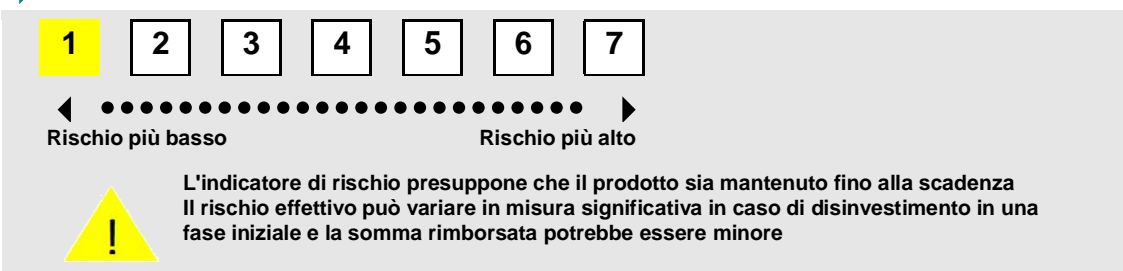 1 2 3 4 5 6 7
Rischio più basso Rischio più alto
L'indicatore di rischio presuppone che il prodotto sia mantenuto fino alla scadenza
Il rischio effettivo può variare in misura significativa in caso di disinvestimento in una
fase iniziale e la somma rimborsata potrebbe essere minore
!